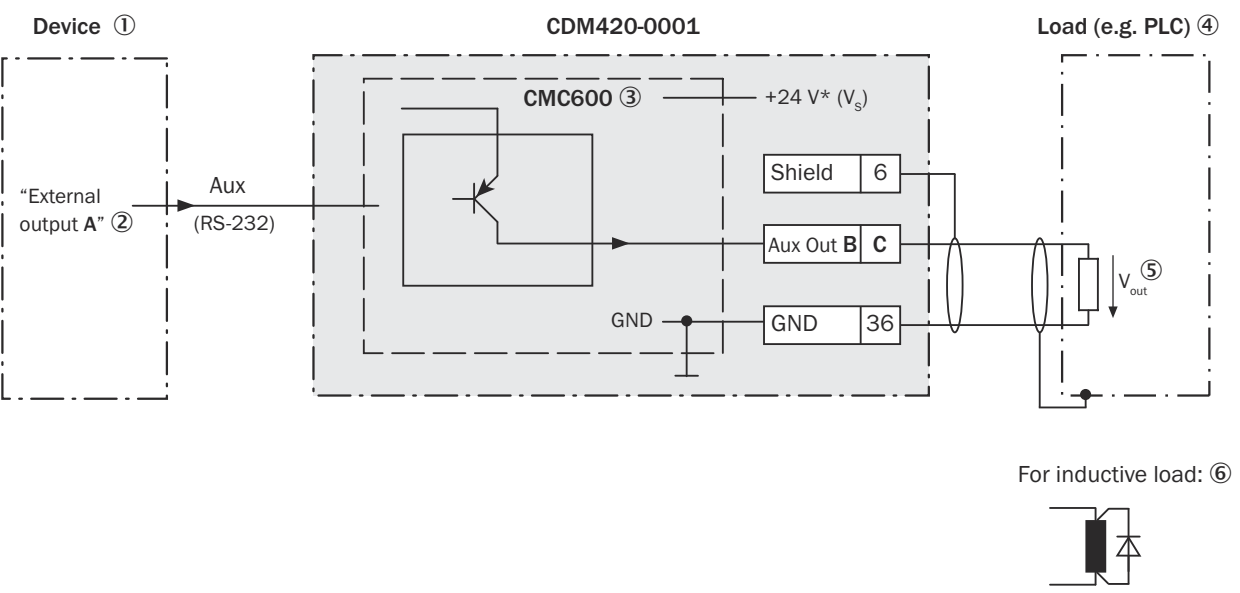 Device ①
CDM420-0001
Load (e.g. PLC) ④
CMC600 ③
+24 V* (Vs)
Shield 6
“External
output A” ②
Aux
(RS-232)
Aux Out B C
Vout ⑤
GND
GND 36
For inductive load: ⑥